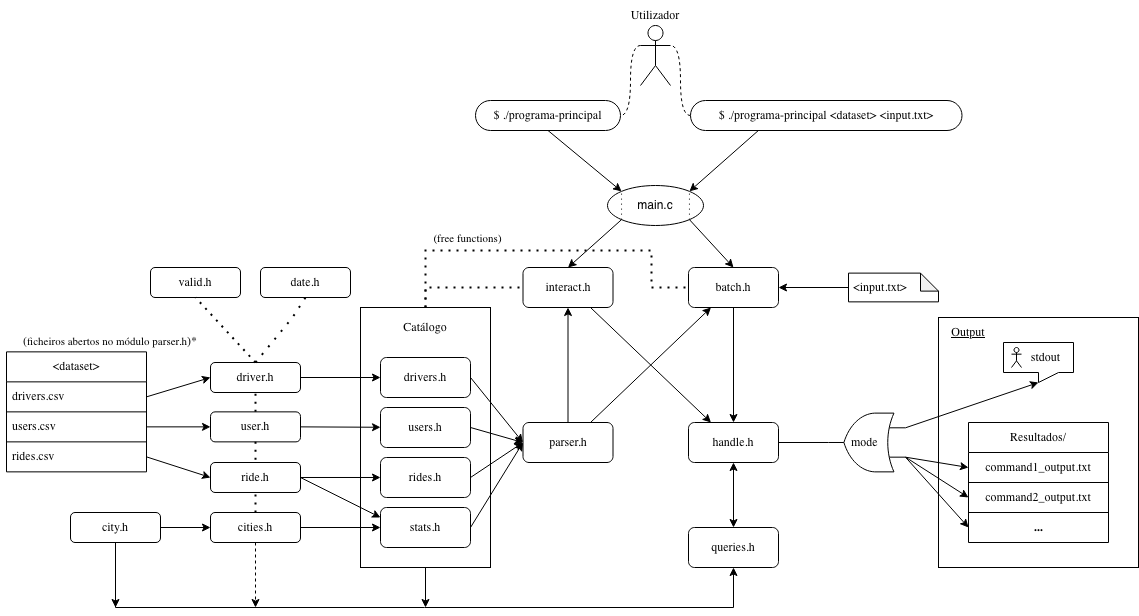 Utilizador
$ ./programa-principal
$ ./programa-principal <dataset> <input.txt>
main.c
(free functions)
valid.h
date.h
interact.h
batch.h
<input.txt>
Catálogo
Output
stdout
(ficheiros abertos no módulo parser.h)*
<dataset>
drivers.csv
users.csv
rides.csv
driver.h
user.h
ride.h
city.h
cities.h
drivers.h
users.h
rides.h
stats.h
parser.h
handle.h
queries.h
mode
Resultados/
command1_output.txt
command2_output.txt
...